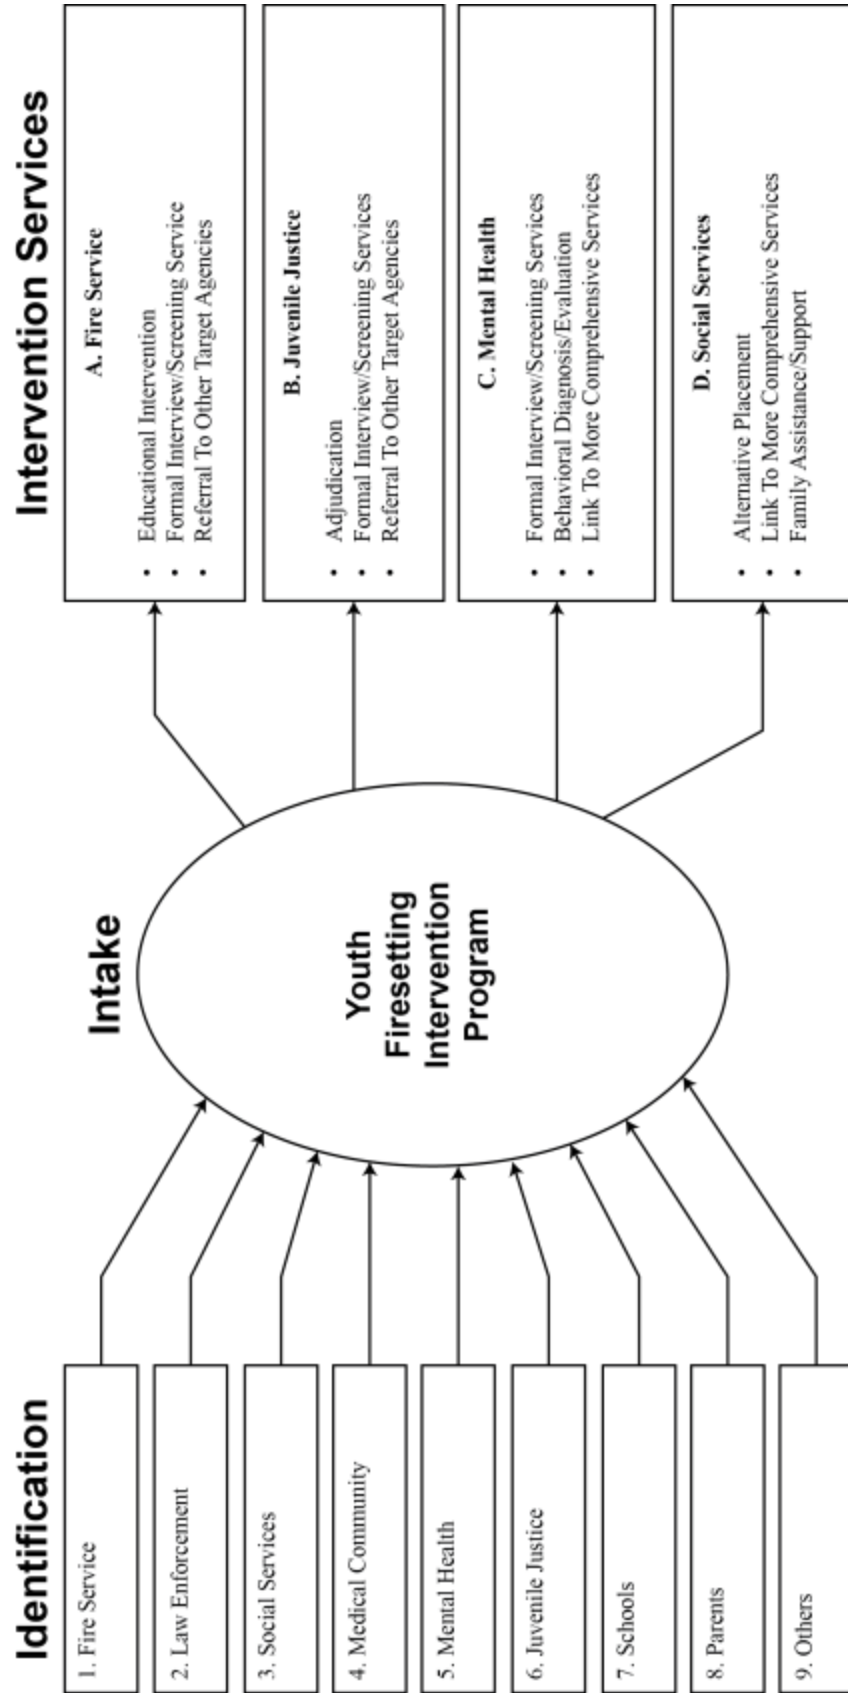 Identification
1. Fire Service
2. Law Enforcement
3. Social Services
4. Medical Community
5. Mental Health
6. Juvenile Justice
7. Schools
8. Parents
9. Others
Intake
Youth
Firesetting
Intervention
Program
Intervention Services
A. Fire Service
• Educational Intervention
• Formal Interview/Screening Service
• Referral To Other Target Agencies
B. Juvenile Justice
• Adjudication
• Formal Interview/Screening Services
• Referral To Other Target Agencies
C. Mental Health
• Formal Interview/Screening Services
• Behavioral Diagnosis/Evaluation
• Link To More Comprehensive Services
D. Social Services
• Alternative Placement
• Link To More Comprehensive Services
• Family Assistance/Support